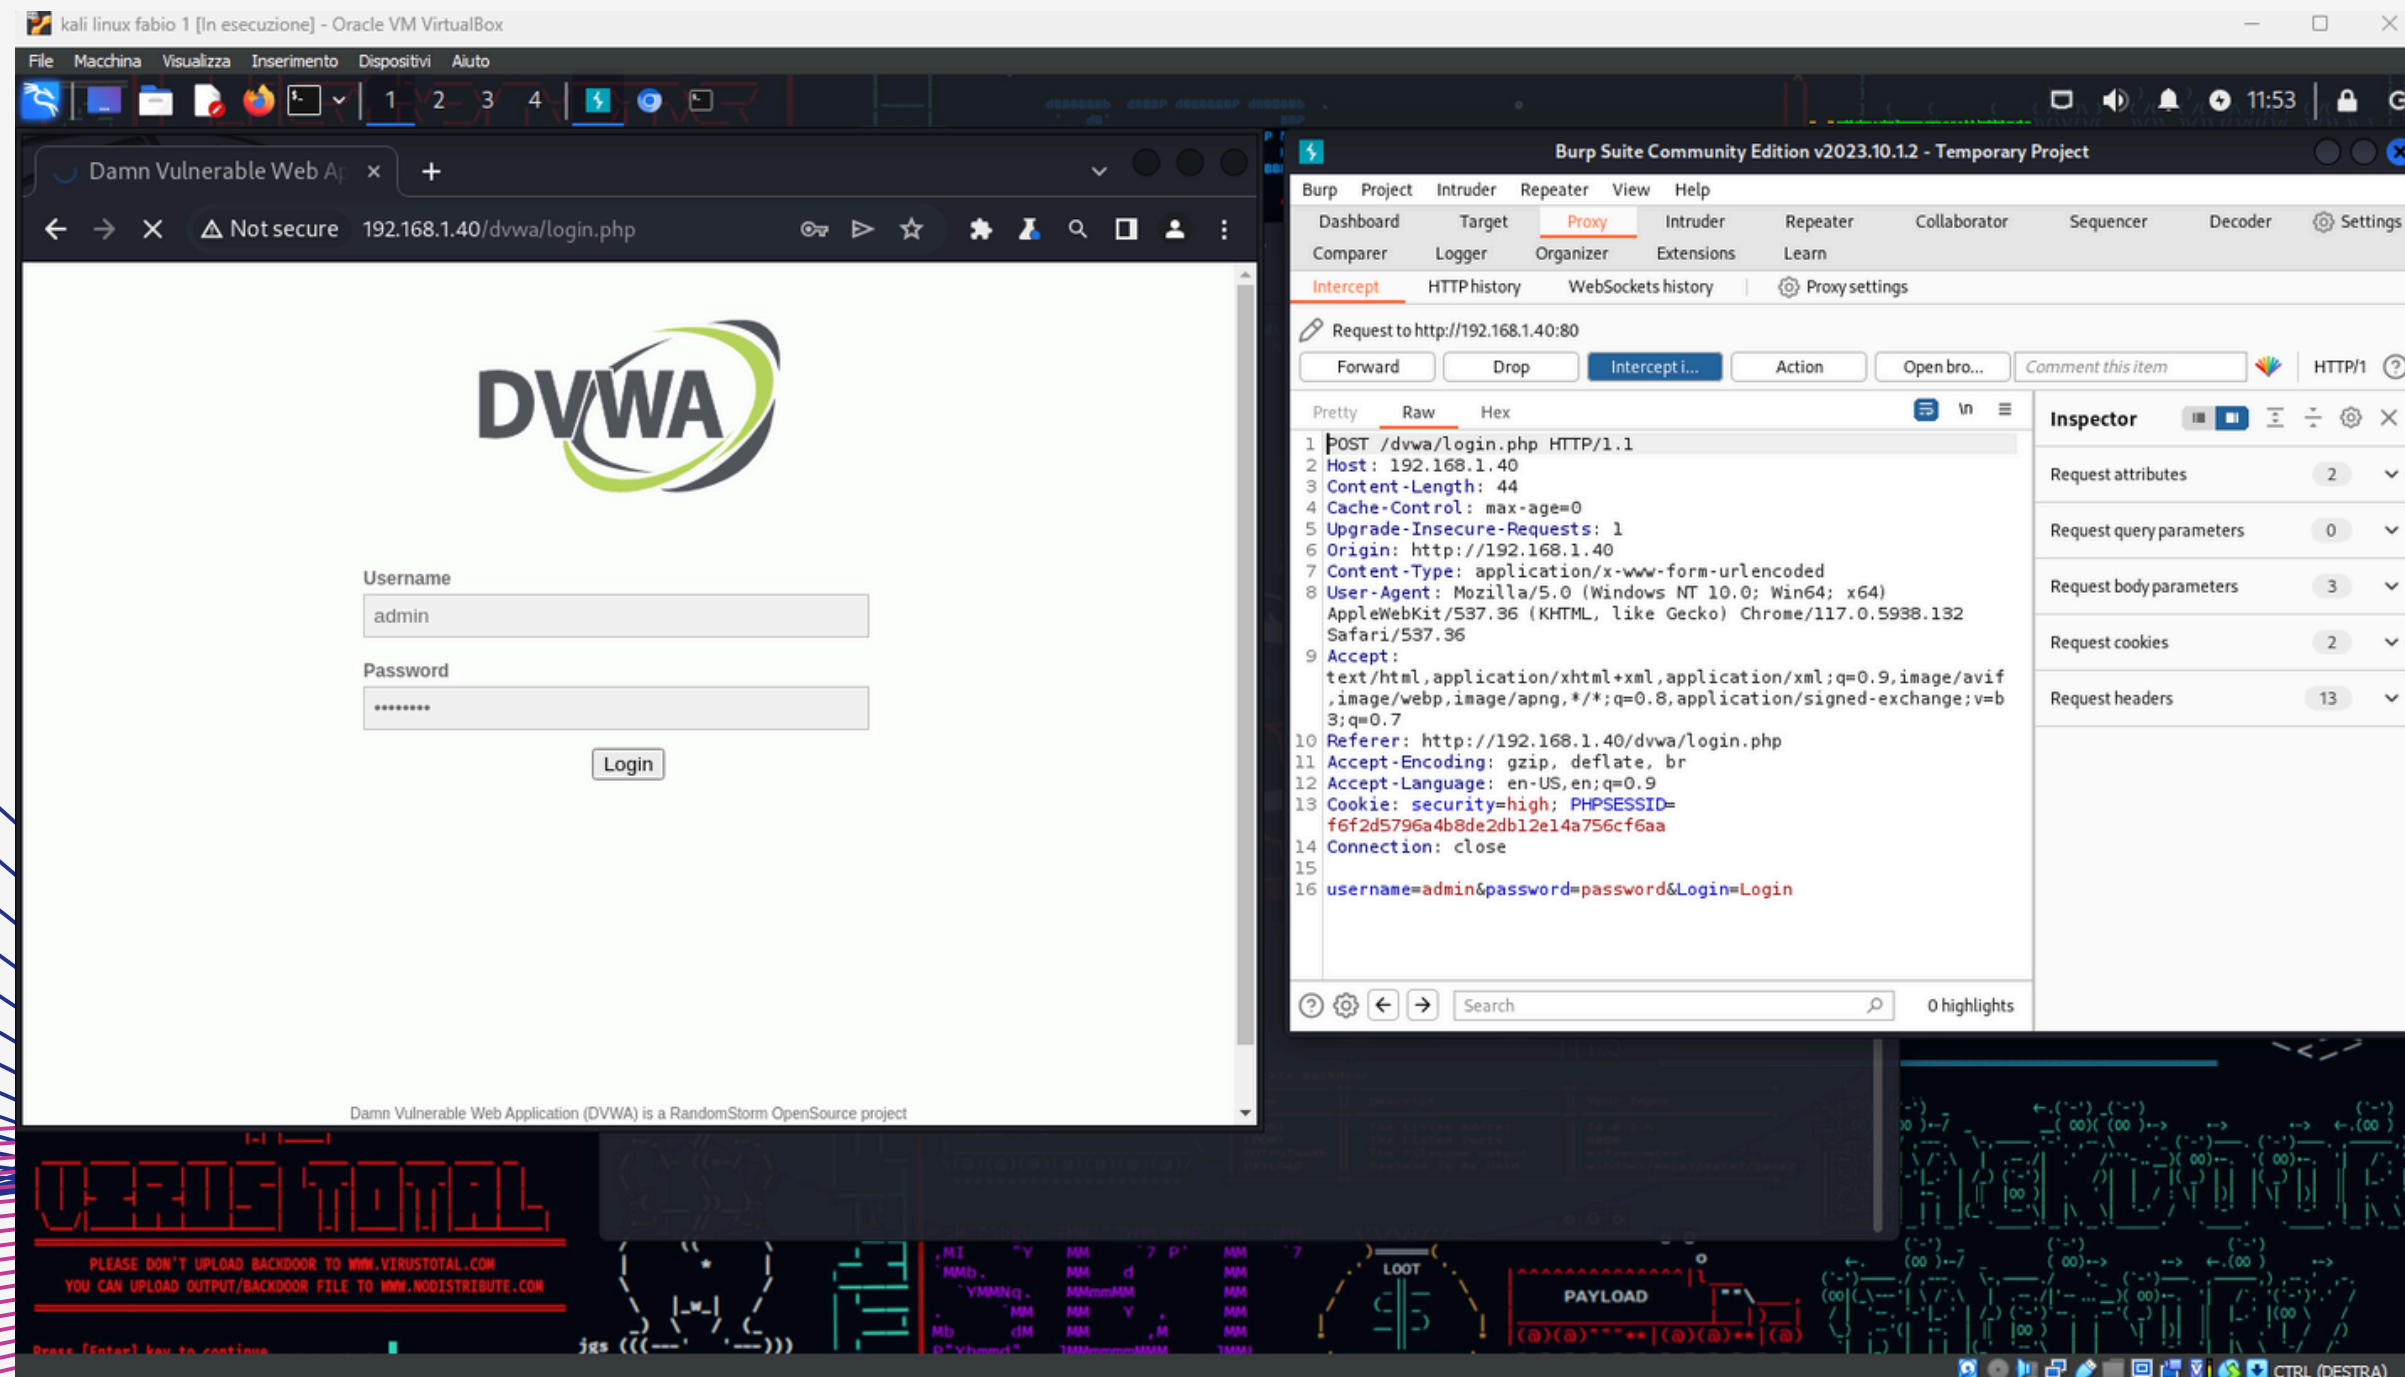 kali linux fabio 1 [In esecuzione] - Oracle VM VirtualBox
File Macchina Visualizza Inserimento Dispositivi Aiuto
1 2 3 4
11:53
Damn Vulnerable Web Ap
Not secure 192.168.1.40/dvwa/login.php
DVWA
Username
admin
Password
••••••••
Login
Damn Vulnerable Web Application (DVWA) is a RandomStorm OpenSource project
Burp Suite Community Edition v2023.10.1.2 - Temporary Project
Burp Project Intruder Repeater View Help
Dashboard Target Proxy Intruder Repeater Collaborator Sequencer Decoder Settings
Comparer Logger Organizer Extensions Learn
Intercept HTTP history WebSockets history Proxy settings
Request to http://192.168.1.40:80
Forward Drop Intercept i... Action Open bro... Comment this item HTTP/1
Pretty Raw Hex \n
Inspector
1 POST /dvwa/login.php HTTP/1.1
2 Host: 192.168.1.40
3 Content-Length: 44
4 Cache-Control: max-age=0
5 Upgrade-Insecure-Requests: 1
6 Origin: http://192.168.1.40
7 Content-Type: application/x-www-form-urlencoded
8 User-Agent: Mozilla/5.0 (Windows NT 10.0; Win64; x64)
AppleWebKit/537.36 (KHTML, like Gecko) Chrome/117.0.5938.132
Safari/537.36
9 Accept:
text/html,application/xhtml+xml,application/xml;q=0.9,image/avif
,image/webp,image/apng,*/*;q=0.8,application/signed-exchange;v=b
3;q=0.7
10 Referer: http://192.168.1.40/dvwa/login.php
11 Accept-Encoding: gzip, deflate, br
12 Accept-Language: en-US,en;q=0.9
13 Cookie: security=high; PHPSESSID=
f6f2d5796a4b8de2db12e14a756cf6aa
14 Connection: close
15
16 username=admin&password=password&Login=Login
Request attributes 2
Request query parameters 0
Request body parameters 3
Request cookies 2
Request headers 13
Search
0 highlights
VIRUS TOTAL
PLEASE DON'T UPLOAD BACKDOOR TO WWW.VIRUSTOTAL.COM
YOU CAN UPLOAD OUTPUT/BACKDOOR FILE TO WWW.NODISTRIBUTE.COM
Press [Enter] key to continue
jgs
LOOT
PAYLOAD
CTRL (DESTRA)